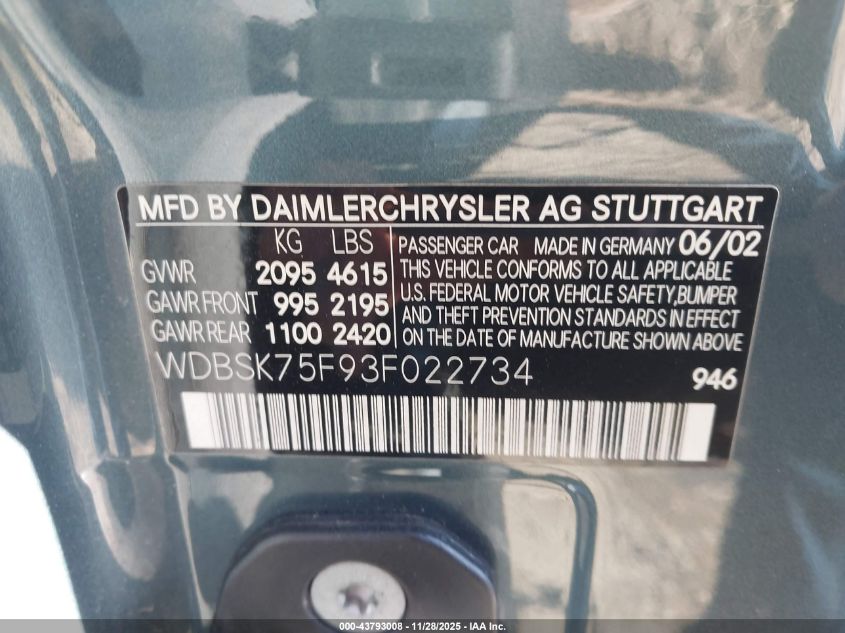 MFD BY DAIMLERCHRYSLER AG STUTTGART
KG LBS
GVWR 2095 4615
GAWR FRONT 995 2195
GAWR REAR 1100 2420
PASSENGER CAR MADE IN GERMANY 06/02
THIS VEHICLE CONFORMS TO ALL APPLICABLE
U.S. FEDERAL MOTOR VEHICLE SAFETY,BUMPER
AND THEFT PREVENTION STANDARDS IN EFFECT
ON THE DATE OF MANUFACTURE SHOWN ABOVE
WDBSK75F93F022734
946
000-43793008 - 11/28/2025 - IAA Inc.